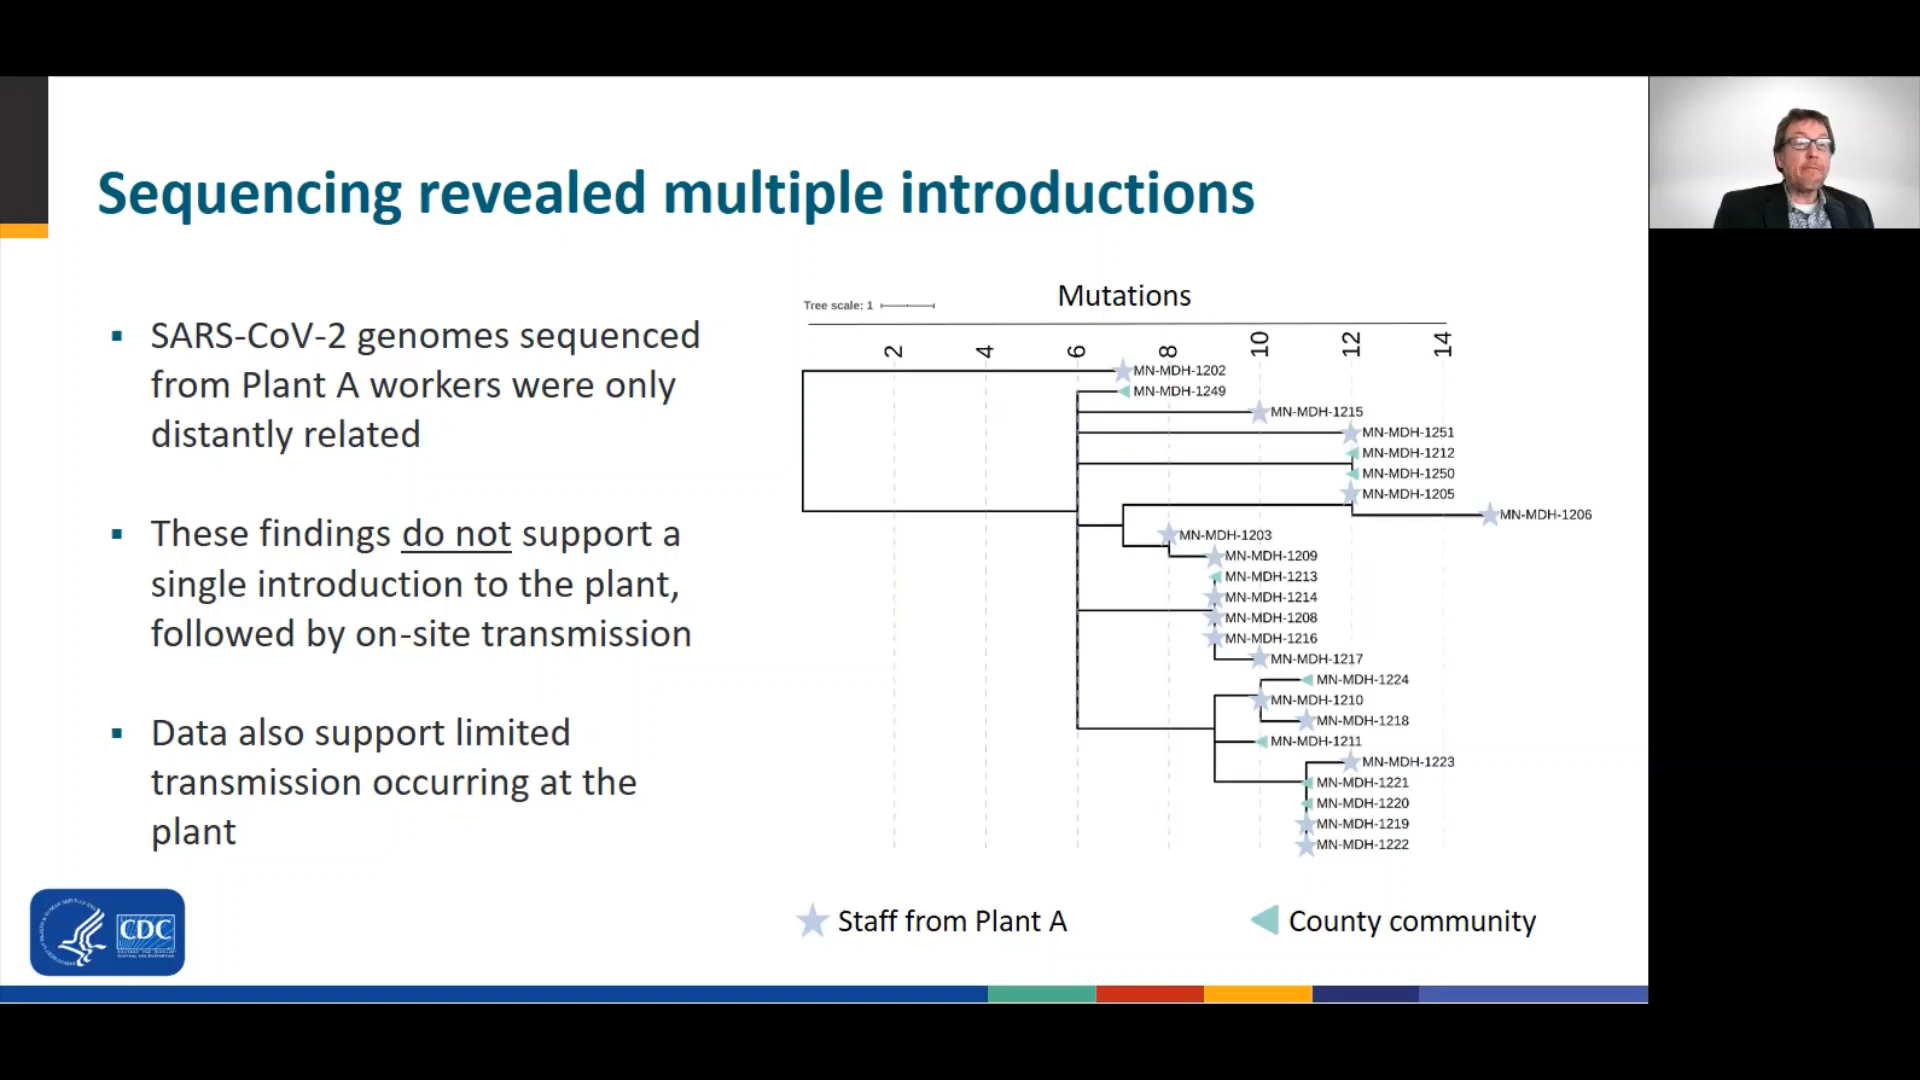 Sequencing revealed multiple introductions
▪ SARS-CoV-2 genomes sequenced
from Plant A workers were only
distantly related
▪ These findings do not support a
single introduction to the plant,
followed by on-site transmission
▪ Data also support limited
transmission occurring at the
plant
Mutations
Tree scale: 1
2 4 6 8 10 12 14
MN-MDH-1202
MN-MDH-1249
MN-MDH-1215
MN-MDH-1251
MN-MDH-1212
MN-MDH-1250
MN-MDH-1205
MN-MDH-1206
MN-MDH-1203
MN-MDH-1209
MN-MDH-1213
MN-MDH-1214
MN-MDH-1208
MN-MDH-1216
MN-MDH-1217
MN-MDH-1224
MN-MDH-1210
MN-MDH-1218
MN-MDH-1211
MN-MDH-1223
MN-MDH-1221
MN-MDH-1220
MN-MDH-1219
MN-MDH-1222
Staff from Plant A
County community
CDC